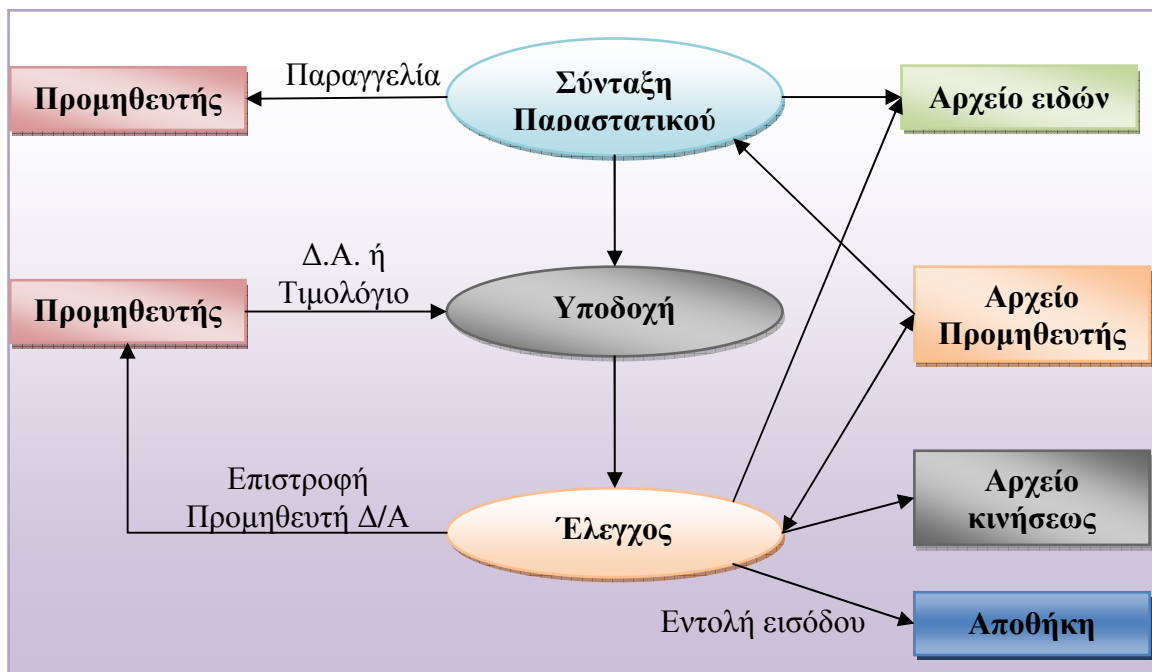 Παραγγελία
Προμηθευτής
Σύνταξη
Παραστατικού
Αρχείο ειδών
Δ.Α. ή
Τιμολόγιο
Προμηθευτής
Υποδοχή
Αρχείο
Προμηθευτής
Επιστροφή
Προμηθευτή Δ/Α
Έλεγχος
Αρχείο
κινήσεως
Εντολή εισόδου
Αποθήκη